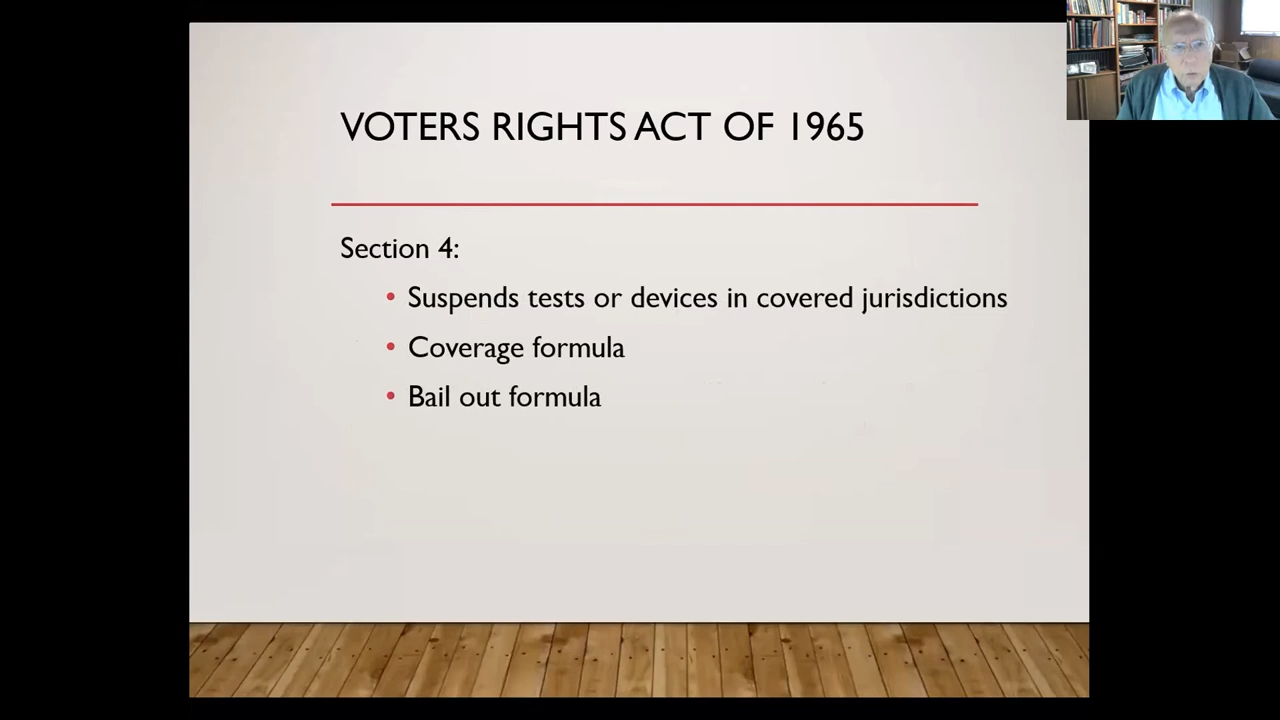 VOTERS RIGHTS ACT OF 1965
Section 4:
• Suspends tests or devices in covered jurisdictions
• Coverage formula
• Bail out formula